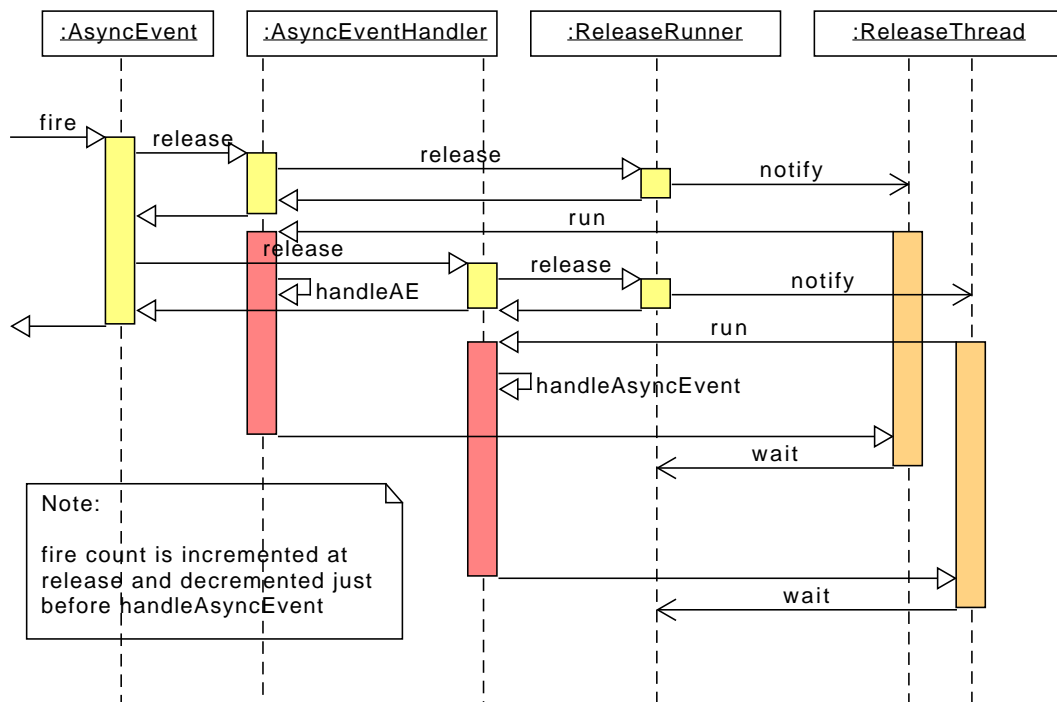 :AsyncEvent
:AsyncEventHandler
:ReleaseRunner
:ReleaseThread
fire
release
release
notify
run
release
release
handleAE
notify
run
handleAsyncEvent
wait
Note:
fire count is incremented at
release and decremented just
before handleAsyncEvent
wait